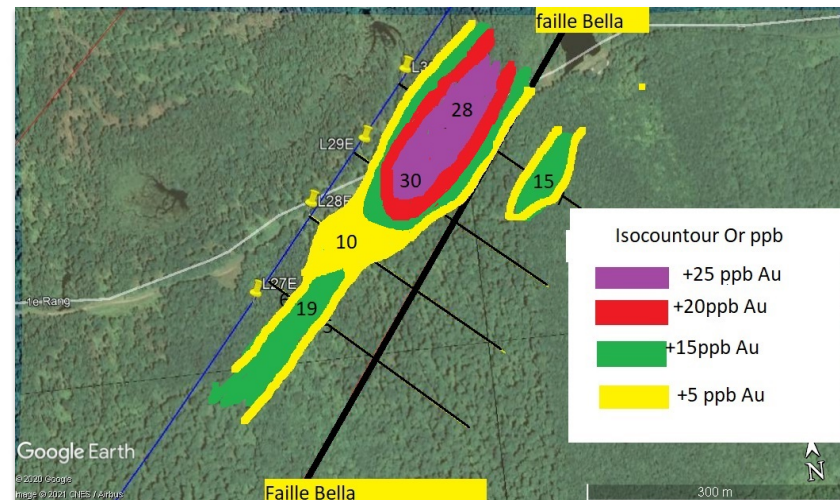 faille Bella
L30
28
L29E
30
15
L28E
10
Isocountour Or ppb
+25 ppb Au
+20ppb Au
+15ppb Au
+5 ppb Au
1e Rang
L27E
19
Google Earth
©2020 Google
Image © 2021 CNES / Airbus
Faille Bella
300 m
N